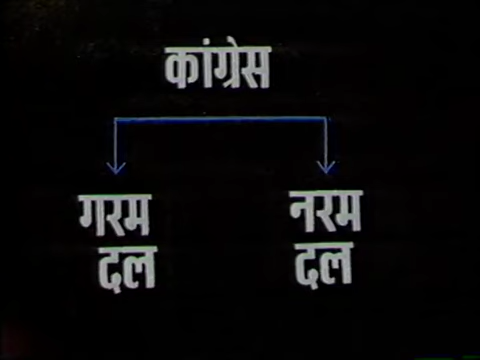 कांग्रेस
गरम नरम
दल दल